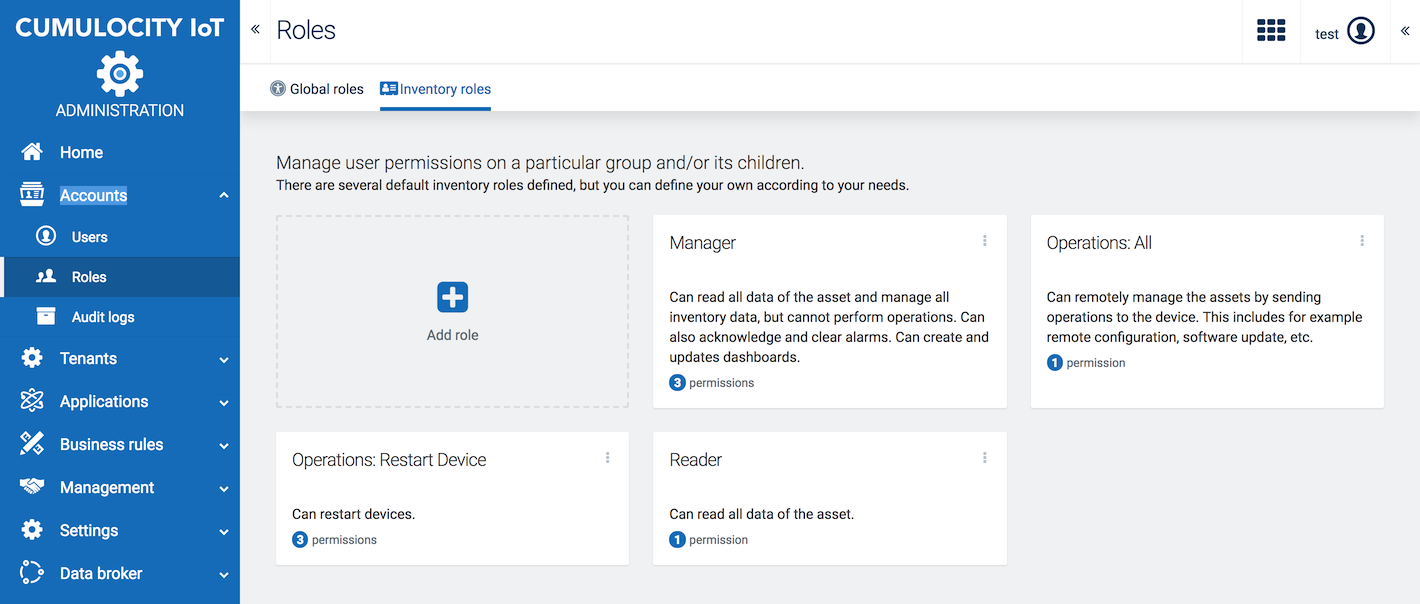 CUMULOCITY IoT
ADMINISTRATION
Home
Accounts
Users
Roles
Audit logs
Tenants
Applications
Business rules
Management
Settings
Data broker
Roles
test
Global roles
Inventory roles
Manage user permissions on a particular group and/or its children.
There are several default inventory roles defined, but you can define your own according to your needs.
Add role
Manager
Can read all data of the asset and manage all
inventory data, but cannot perform operations. Can
also acknowledge and clear alarms. Can create and
updates dashboards.
3 permissions
Operations: All
Can remotely manage the assets by sending
operations to the device. This includes for example
remote configuration, software update, etc.
1 permission
Operations: Restart Device
Can restart devices.
3 permissions
Reader
Can read all data of the asset.
1 permission